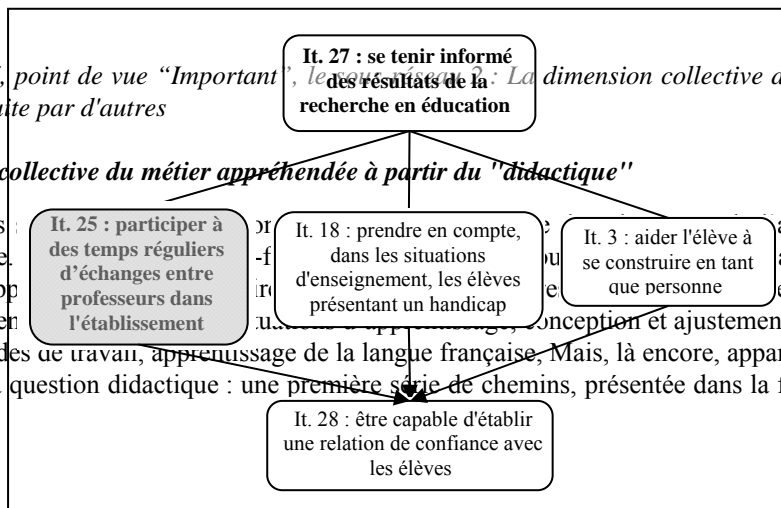 It. 27 : se tenir informé
des résultats de la
recherche en éducation
, point de vue “Important”, le sous-réseau 2 : La dimension collective
par d'autres
collective du métier appréhendée à partir du "didactique"
It. 25 : participer à
des temps réguliers
d’échanges entre
professeurs dans
l'établissement
It. 18 : prendre en compte,
dans les situations
d'enseignement, les élèves
présentant un handicap
It. 3 : aider l'élève à
se construire en tant
que personne
d'apprentissage, conception et ajustemen
des de travail, apprentissage de la langue française, Mais, là encore, appar
question didactique : une première série de chemins, présentée dans la f
It. 28 : être capable d'établir
une relation de confiance avec
les élèves